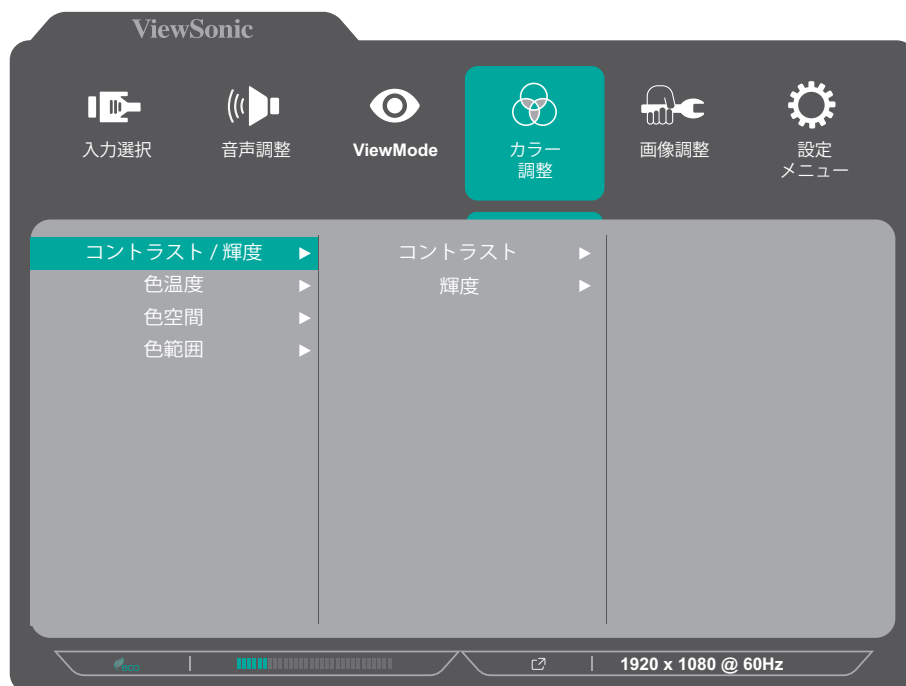 ViewSonic
入力選択
音声調整
ViewMode
カラー
調整
画像調整
設定
メニュー
コントラスト / 輝度 ▶
色温度 ▶
色空間 ▶
色範囲 ▶
コントラスト ▶
輝度 ▶
eco
1920 x 1080 @ 60Hz